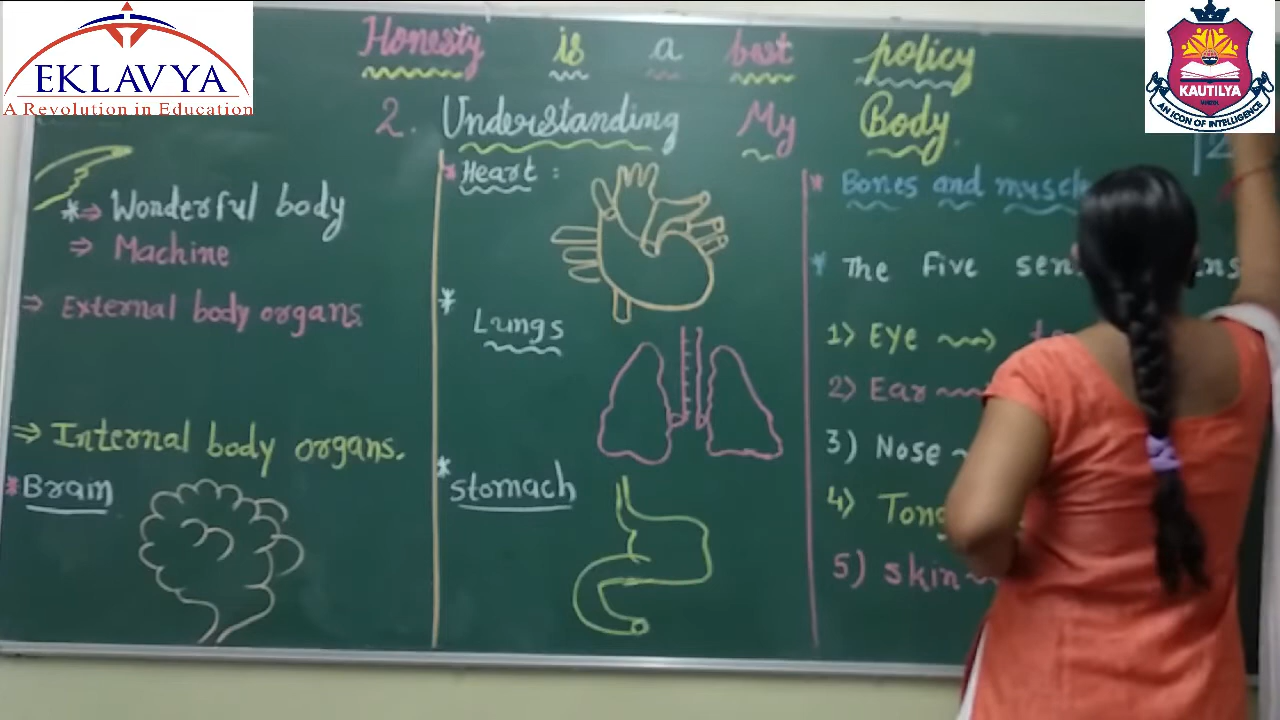 EKLAVYA
A Revolution in Education
KAUTILYA
AN ICON OF INTELLIGENCE
Honesty is a best policy
2. Understanding My Body.
* ⇒ Wonderful body
⇒ Machine
⇒ External body organs.
⇒ Internal body organs.
* Brain
* Heart :
* Lungs
* Stomach
* Bones and muscle
* The Five
1) Eye
2) Ear
3) Nose
4) Tong
5) skin